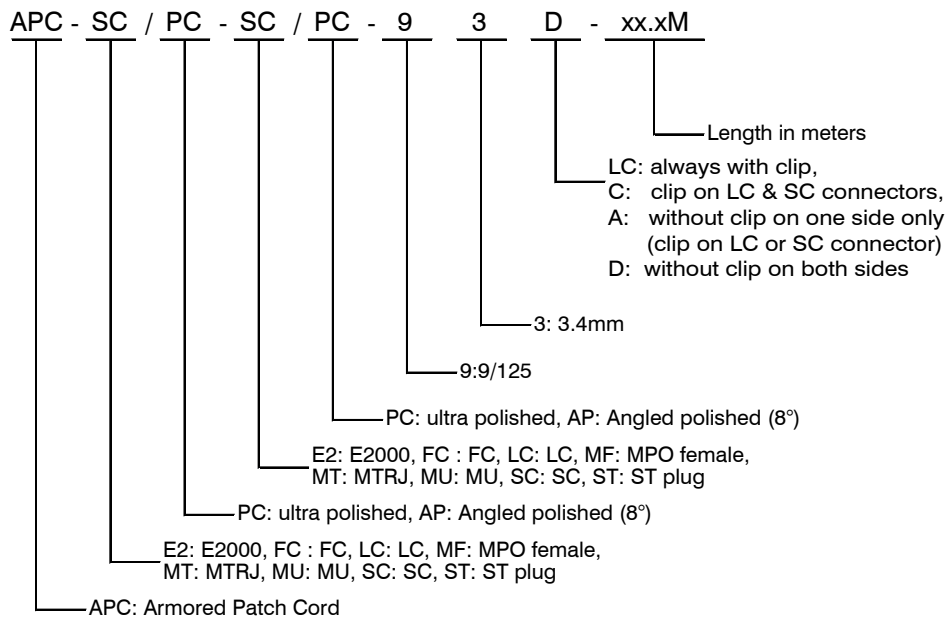 APC - SC / PC - SC / PC - 9 3 D - xx.xM
Length in meters
LC: always with clip,
C: clip on LC & SC connectors,
A: without clip on one side only
(clip on LC or SC connector)
D: without clip on both sides
3: 3.4mm
9:9/125
PC: ultra polished, AP: Angled polished (8°)
E2: E2000, FC : FC, LC: LC, MF: MPO female,
MT: MTRJ, MU: MU, SC: SC, ST: ST plug
PC: ultra polished, AP: Angled polished (8°)
E2: E2000, FC : FC, LC: LC, MF: MPO female,
MT: MTRJ, MU: MU, SC: SC, ST: ST plug
APC: Armored Patch Cord